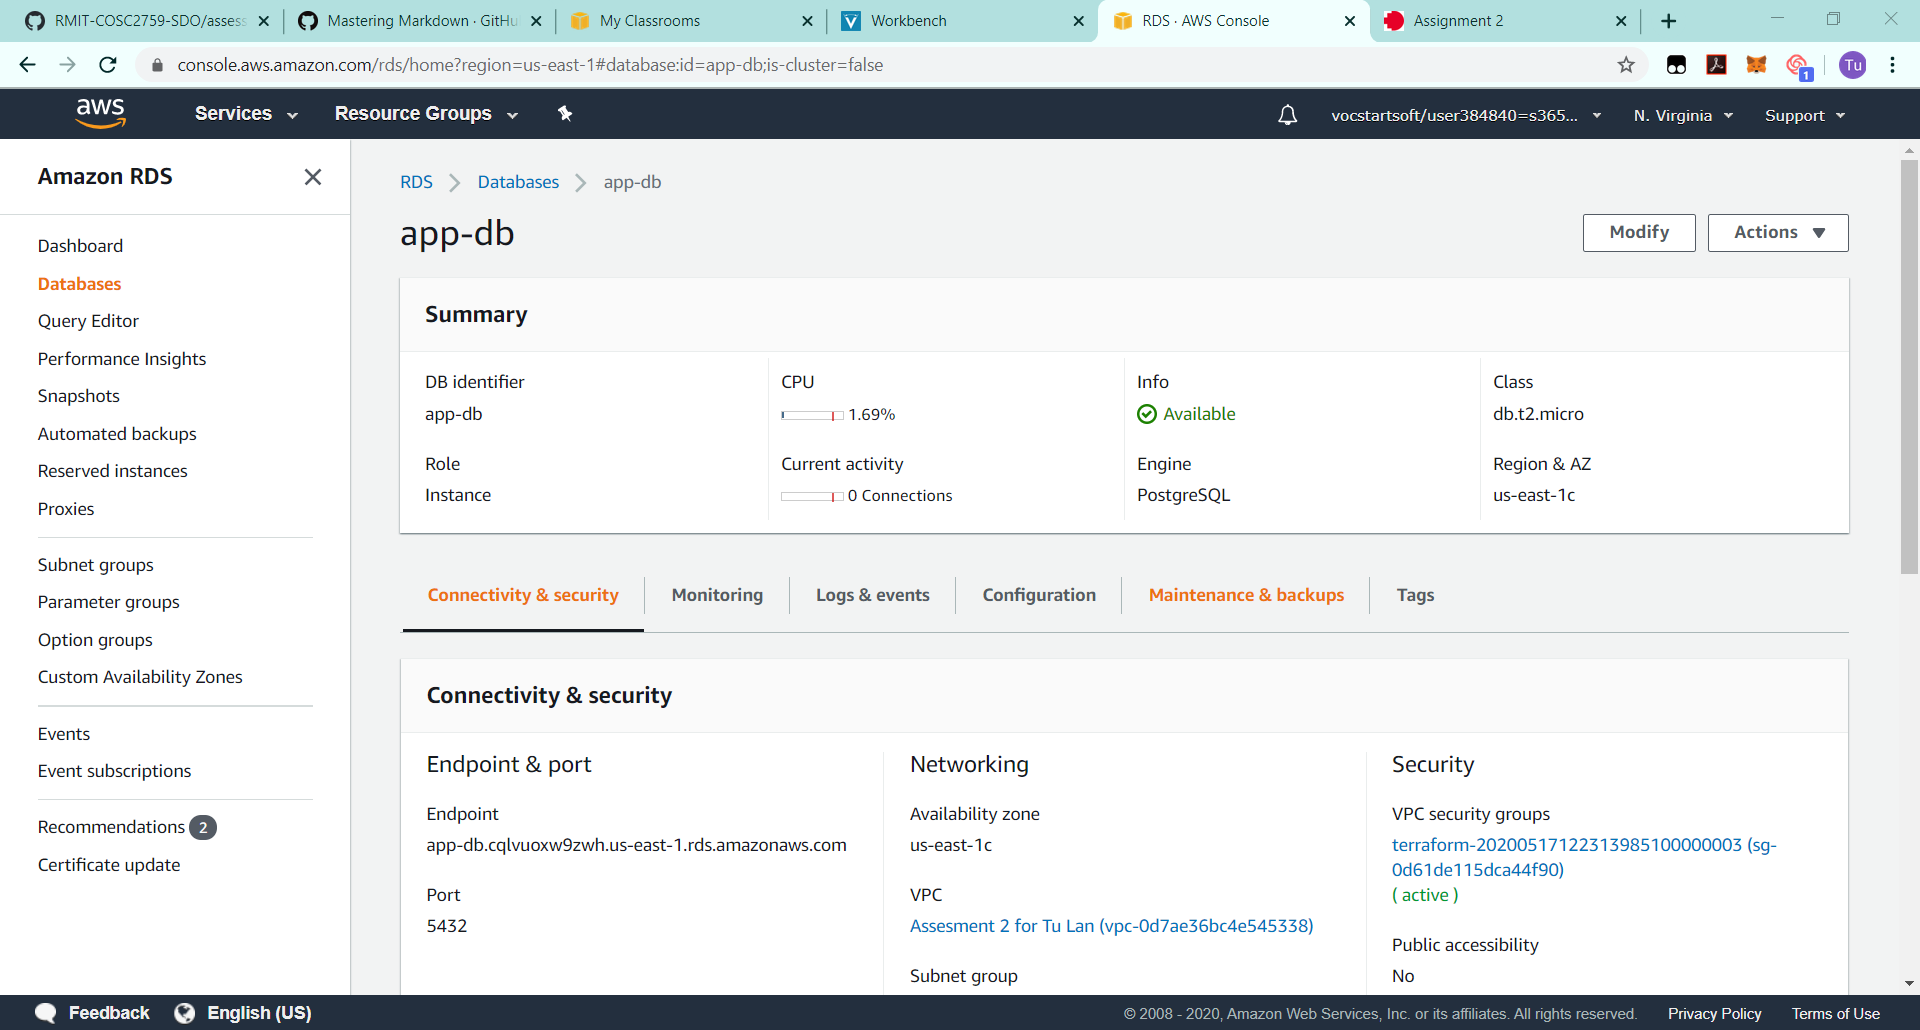 RMIT-COSC2759-SDO/assess
Mastering Markdown · GitHu
My Classrooms
Workbench
RDS · AWS Console
Assignment 2
console.aws.amazon.com/rds/home?region=us-east-1#database:id=app-db;is-cluster=false
1
Tu
aws
Services
Resource Groups
vocstartsoft/user384840=s365...
N. Virginia
Support
Amazon RDS
Dashboard
Databases
Query Editor
Performance Insights
Snapshots
Automated backups
Reserved instances
Proxies
Subnet groups
Parameter groups
Option groups
Custom Availability Zones
Events
Event subscriptions
Recommendations 2
Certificate update
RDS
Databases
app-db
app-db
Modify
Actions
Summary
DB identifier
app-db
CPU
1.69%
Info
Available
Class
db.t2.micro
Role
Instance
Current activity
0 Connections
Engine
PostgreSQL
Region & AZ
us-east-1c
Connectivity & security
Monitoring
Logs & events
Configuration
Maintenance & backups
Tags
Connectivity & security
Endpoint & port
Endpoint
app-db.cqlvuoxw9zwh.us-east-1.rds.amazonaws.com
Port
5432
Networking
Availability zone
us-east-1c
VPC
Assesment 2 for Tu Lan (vpc-0d7ae36bc4e545338)
Subnet group
Security
VPC security groups
terraform-20200517122313985100000003 (sg-
0d61de115dca44f90)
( active )
Public accessibility
No
Feedback
English (US)
© 2008 - 2020, Amazon Web Services, Inc. or its affiliates. All rights reserved.
Privacy Policy
Terms of Use